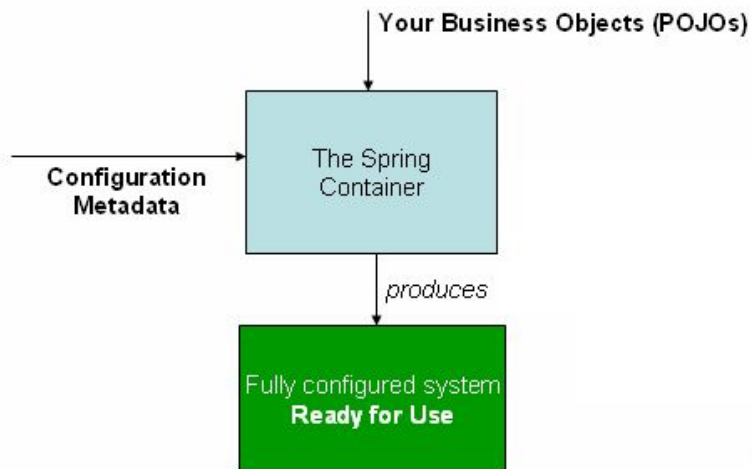 Your Business Objects (POJOs)
The Spring
Container
Configuration
Metadata
produces
Fully configured system
Ready for Use